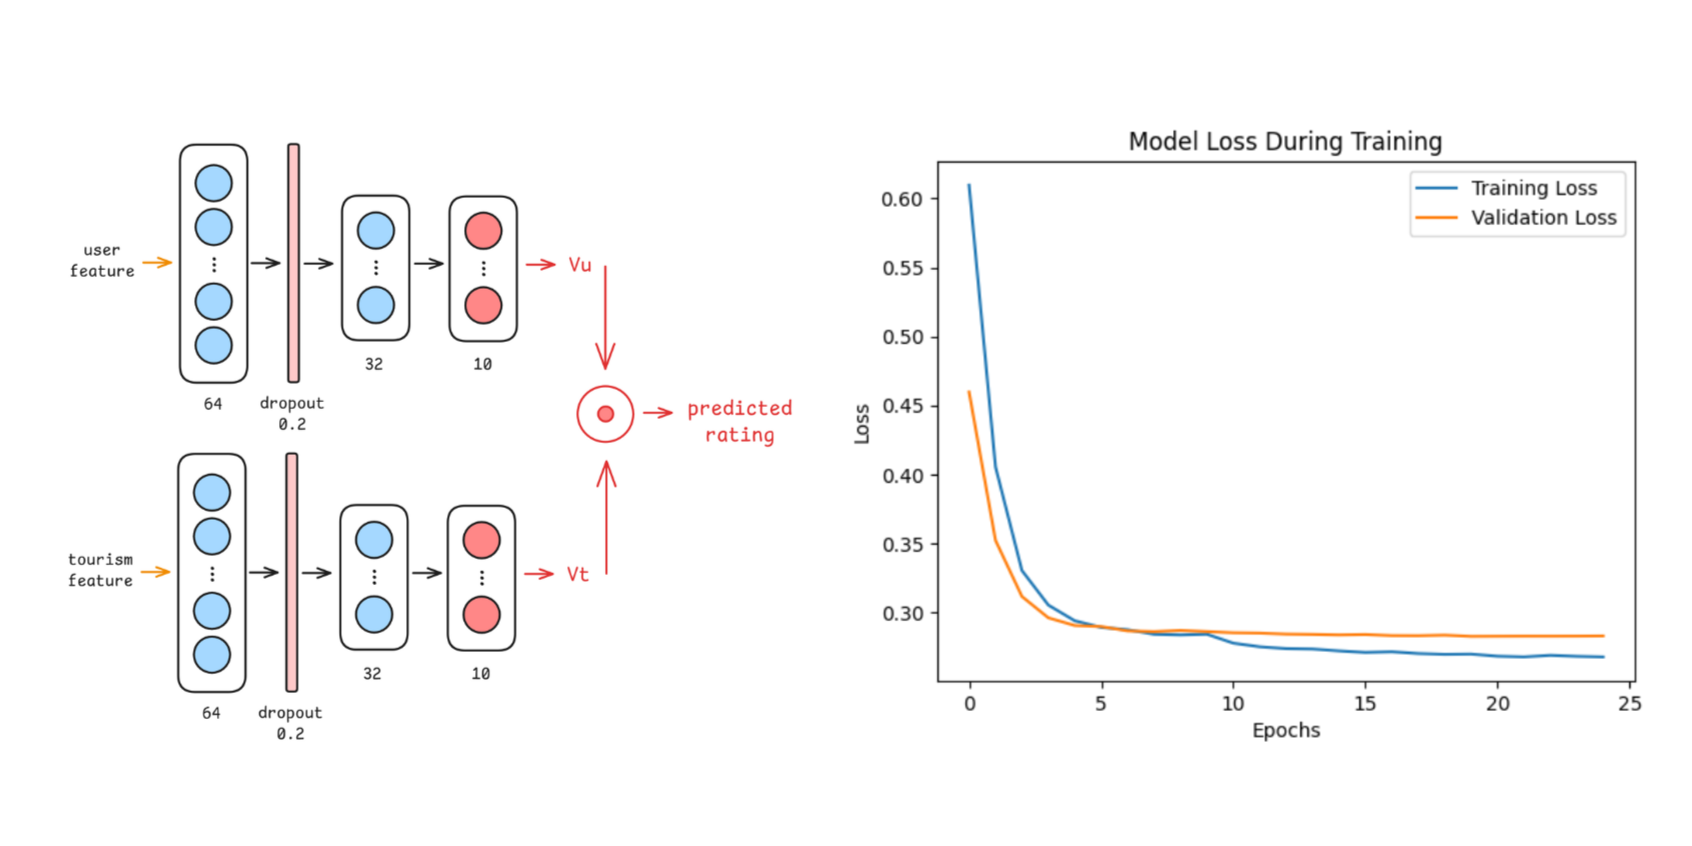 user
feature
64
dropout
0.2
32
10
Vu
tourism
feature
64
dropout
0.2
32
10
Vt
predicted
rating
Model Loss During Training
Training Loss
Validation Loss
Loss
0.60
0.55
0.50
0.45
0.40
0.35
0.30
0
5
10
15
20
25
Epochs